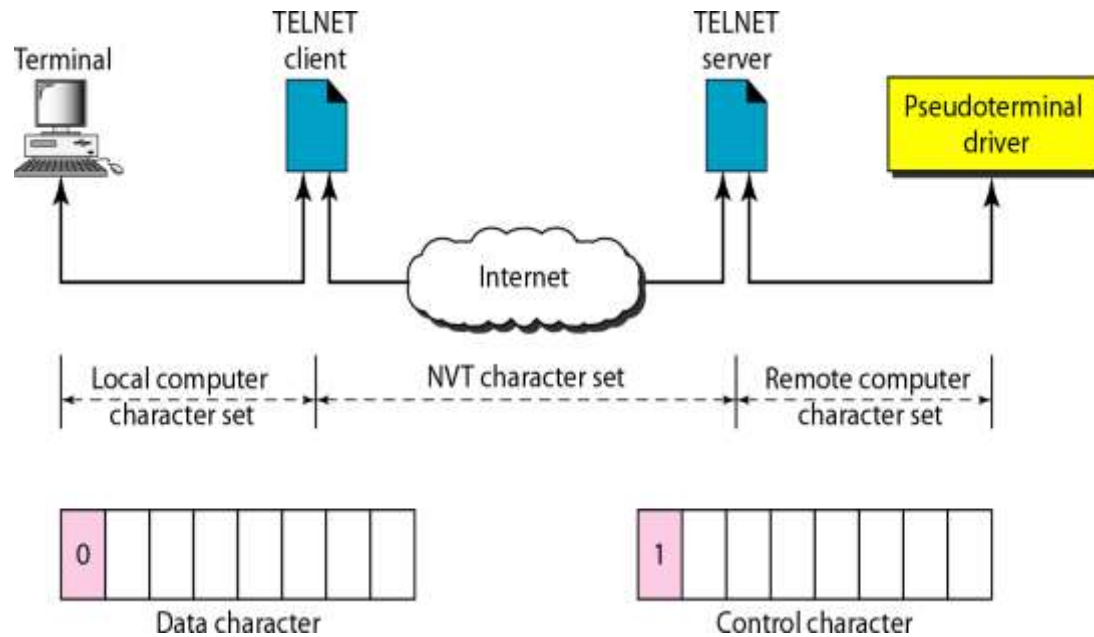 TELNET
client
TELNET
server
Terminal
Pseudoterminal
driver
Internet
Local computer
character set
NVT character set
Remote computer
character set
0
1
Data character
Control character